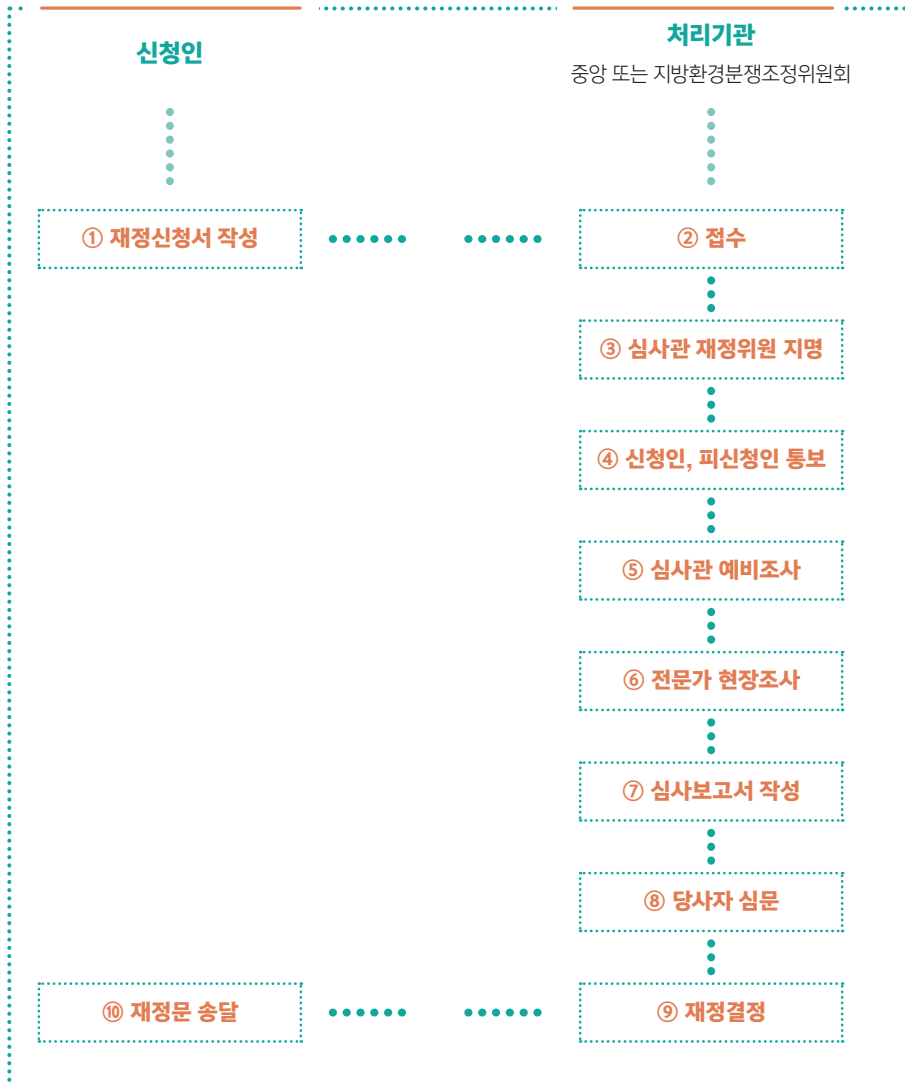 신청인
처리기관
중앙 또는 지방환경분쟁조정위원회
① 재정신청서 작성
② 접수
③ 심사관 재정위원 지명
④ 신청인, 피신청인 통보
⑤ 심사관 예비조사
⑥ 전문가 현장조사
⑦ 심사보고서 작성
⑧ 당사자 심문
⑩ 재정문 송달
⑨ 재정결정